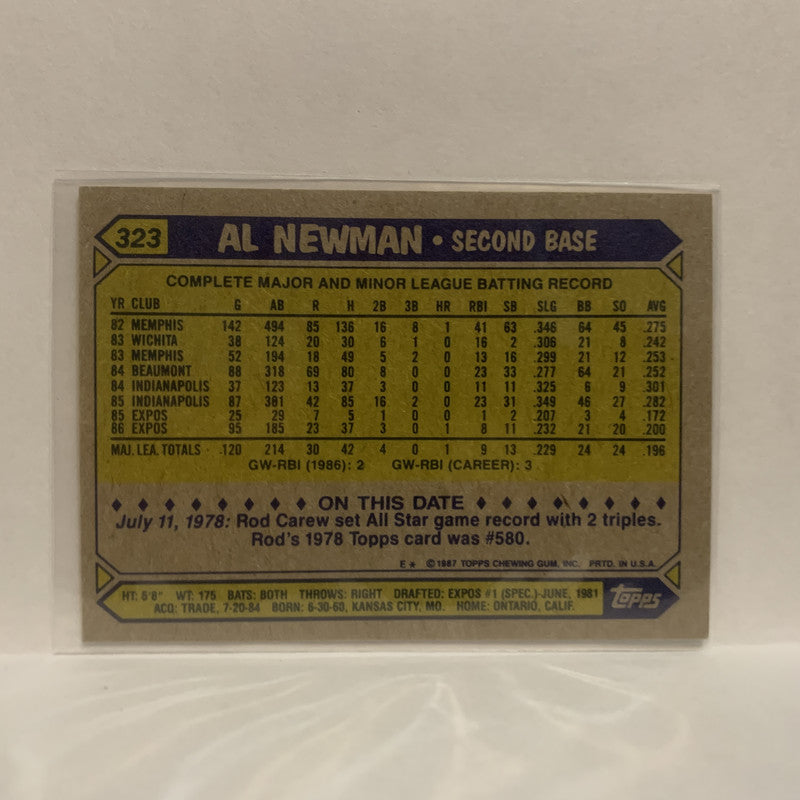 323 AL NEWMAN • SECOND BASE
COMPLETE MAJOR AND MINOR LEAGUE BATTING RECORD
YR CLUB G AB R H 2B 3B HR RBI SB SLG BB SO AVG
82 MEMPHIS 142 494 85 136 16 8 1 41 63 .346 64 45 .275
83 WICHITA 38 124 20 30 6 1 0 16 2 .306 21 8 .242
83 MEMPHIS 52 194 18 49 5 2 0 13 16 .299 21 12 .253
84 BEAUMONT 88 318 69 80 8 0 0 23 33 .277 64 21 .252
84 INDIANAPOLIS 37 123 13 37 3 0 0 11 11 .325 6 9 .301
85 INDIANAPOLIS 87 301 42 85 16 2 0 23 31 .349 46 27 .282
85 EXPOS 25 29 7 5 1 0 0 1 2 .207 3 4 .172
86 EXPOS 95 185 23 37 3 0 1 8 11 .232 21 20 .200
MAJ. LEA. TOTALS 120 214 30 42 4 0 1 9 13 .229 24 24 .196
GW-RBI (1986): 2 GW-RBI (CAREER): 3
ON THIS DATE
July 11, 1978: Rod Carew set All Star game record with 2 triples.
Rod's 1978 Topps card was #580.
E* ©1987 TOPPS CHEWING GUM, INC. PRTD. IN U.S.A.
HT: 5'8" WT: 175 BATS: BOTH THROWS: RIGHT DRAFTED: EXPOS #1 (SPEC.)-JUNE, 1981
ACQ: TRADE, 7-20-84 BORN: 6-30-60, KANSAS CITY, MO. HOME: ONTARIO, CALIF.
TOPPS